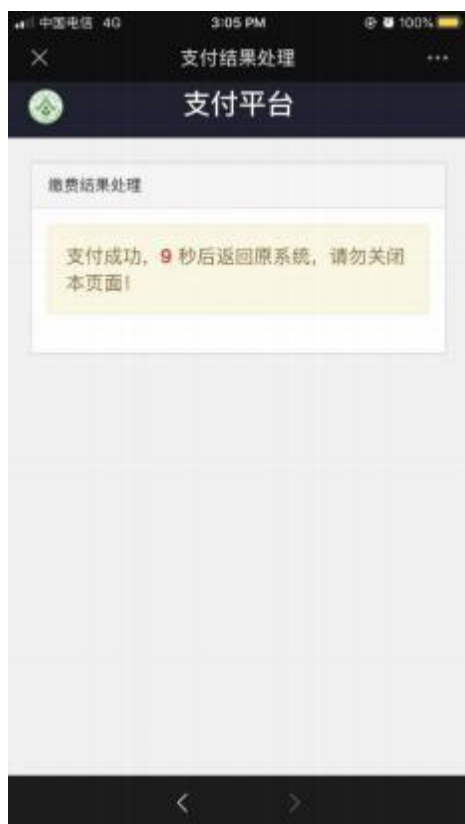 中国电信 4G 3:05 PM 100%
支付结果处理
支付平台
缴费结果处理
支付成功，9 秒后返回原系统，请勿关闭
本页面！